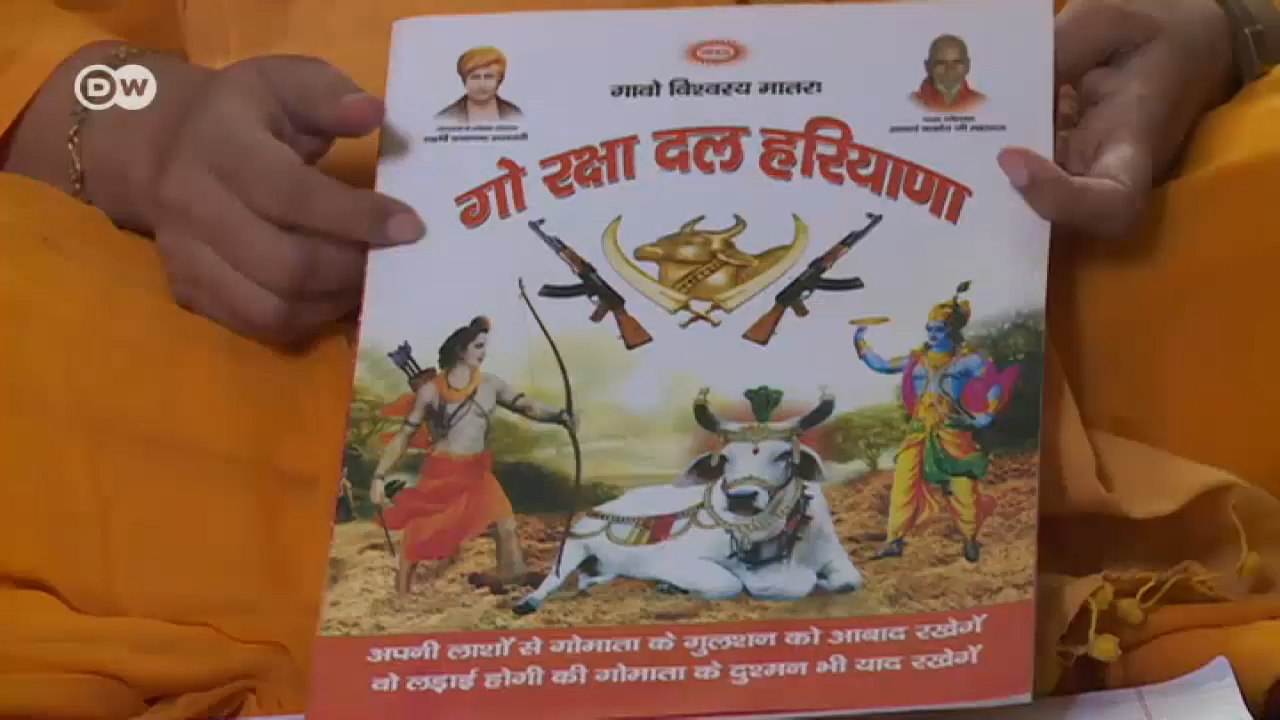 DW
गावो विश्वस्य मातरः
गो रक्षा दल हरियाणा
अपनी लाशों से गोमाता के गुलशन को आबाद रखेगें
वो लड़ाई होगी की गोमाता के दुश्मन भी याद रखेगें